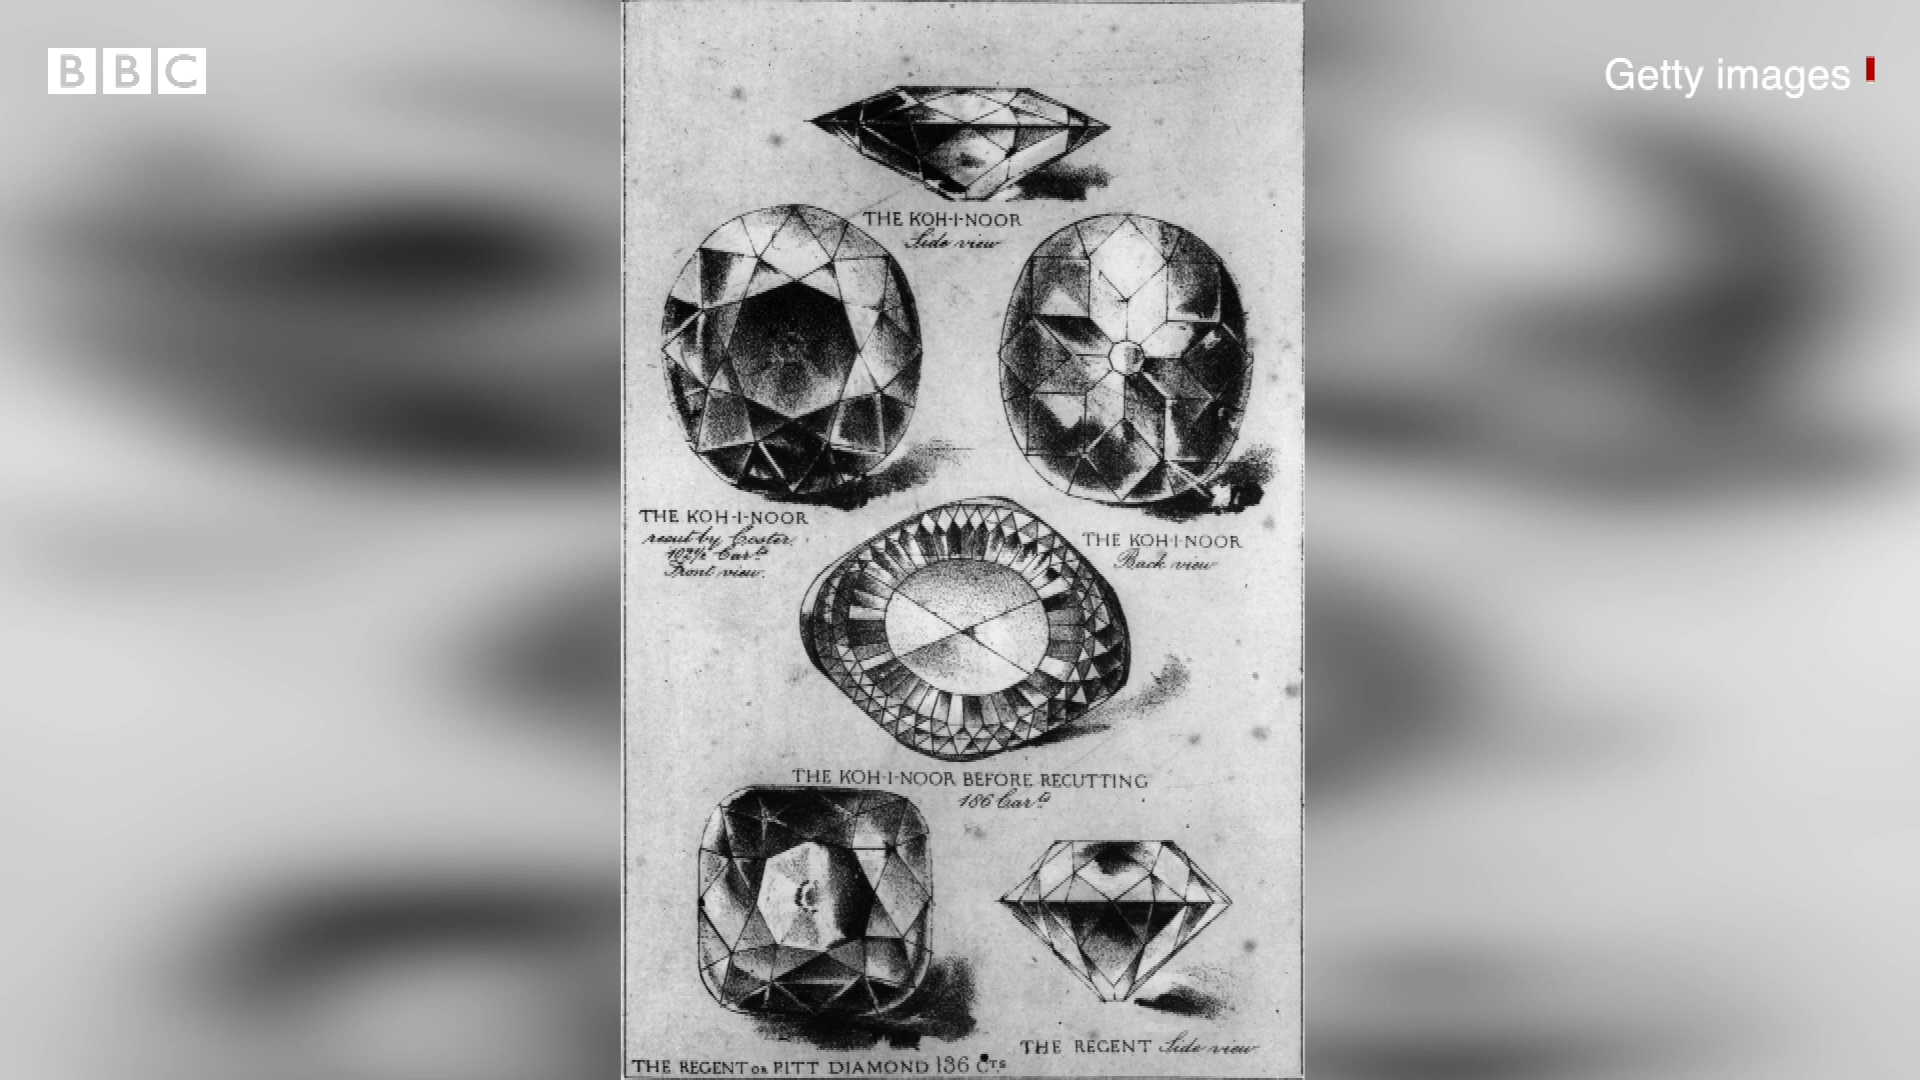 BBC
Getty images
THE KOH-I-NOOR
Side view
THE KOH-I-NOOR
recut by Coster.
102½ Carts
Front view.
THE KOH-I-NOOR
Back view
THE KOH-I-NOOR BEFORE RECUTTING
186 Carts
THE REGENT OR PITT DIAMOND 136 CTS
THE REGENT Side view